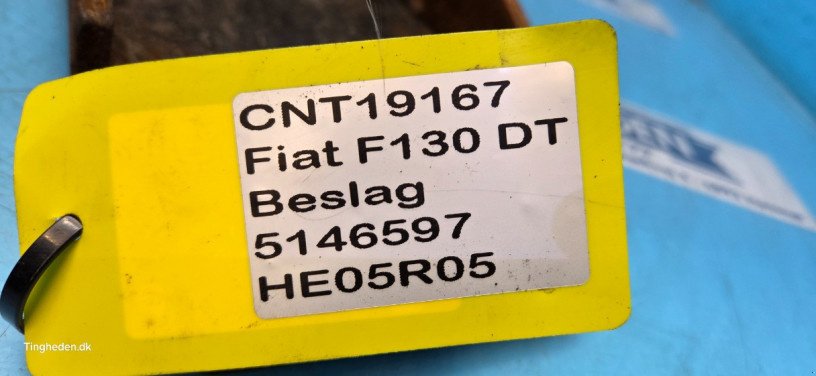 CNT19167
Fiat F130 DT
Beslag
5146597
HE05R05
Tingheden.dk